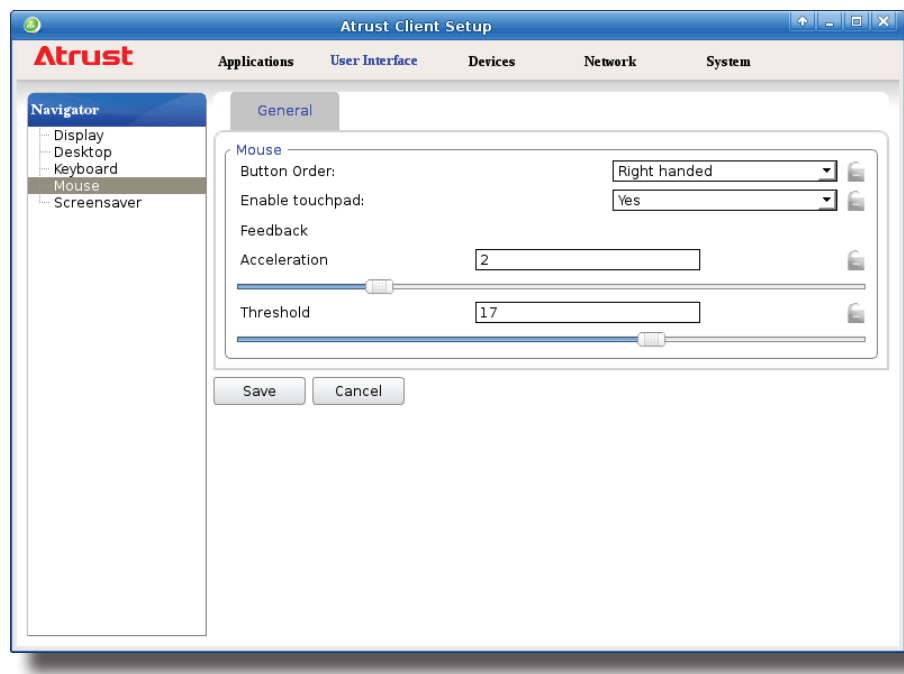 Atrust Client Setup
Atrust
Applications User Interface Devices Network System
Navigator
Display
Desktop
Keyboard
Mouse
Screensaver
General
Mouse
Button Order: Right handed
Enable touchpad: Yes
Feedback
Acceleration 2
Threshold 17
Save Cancel